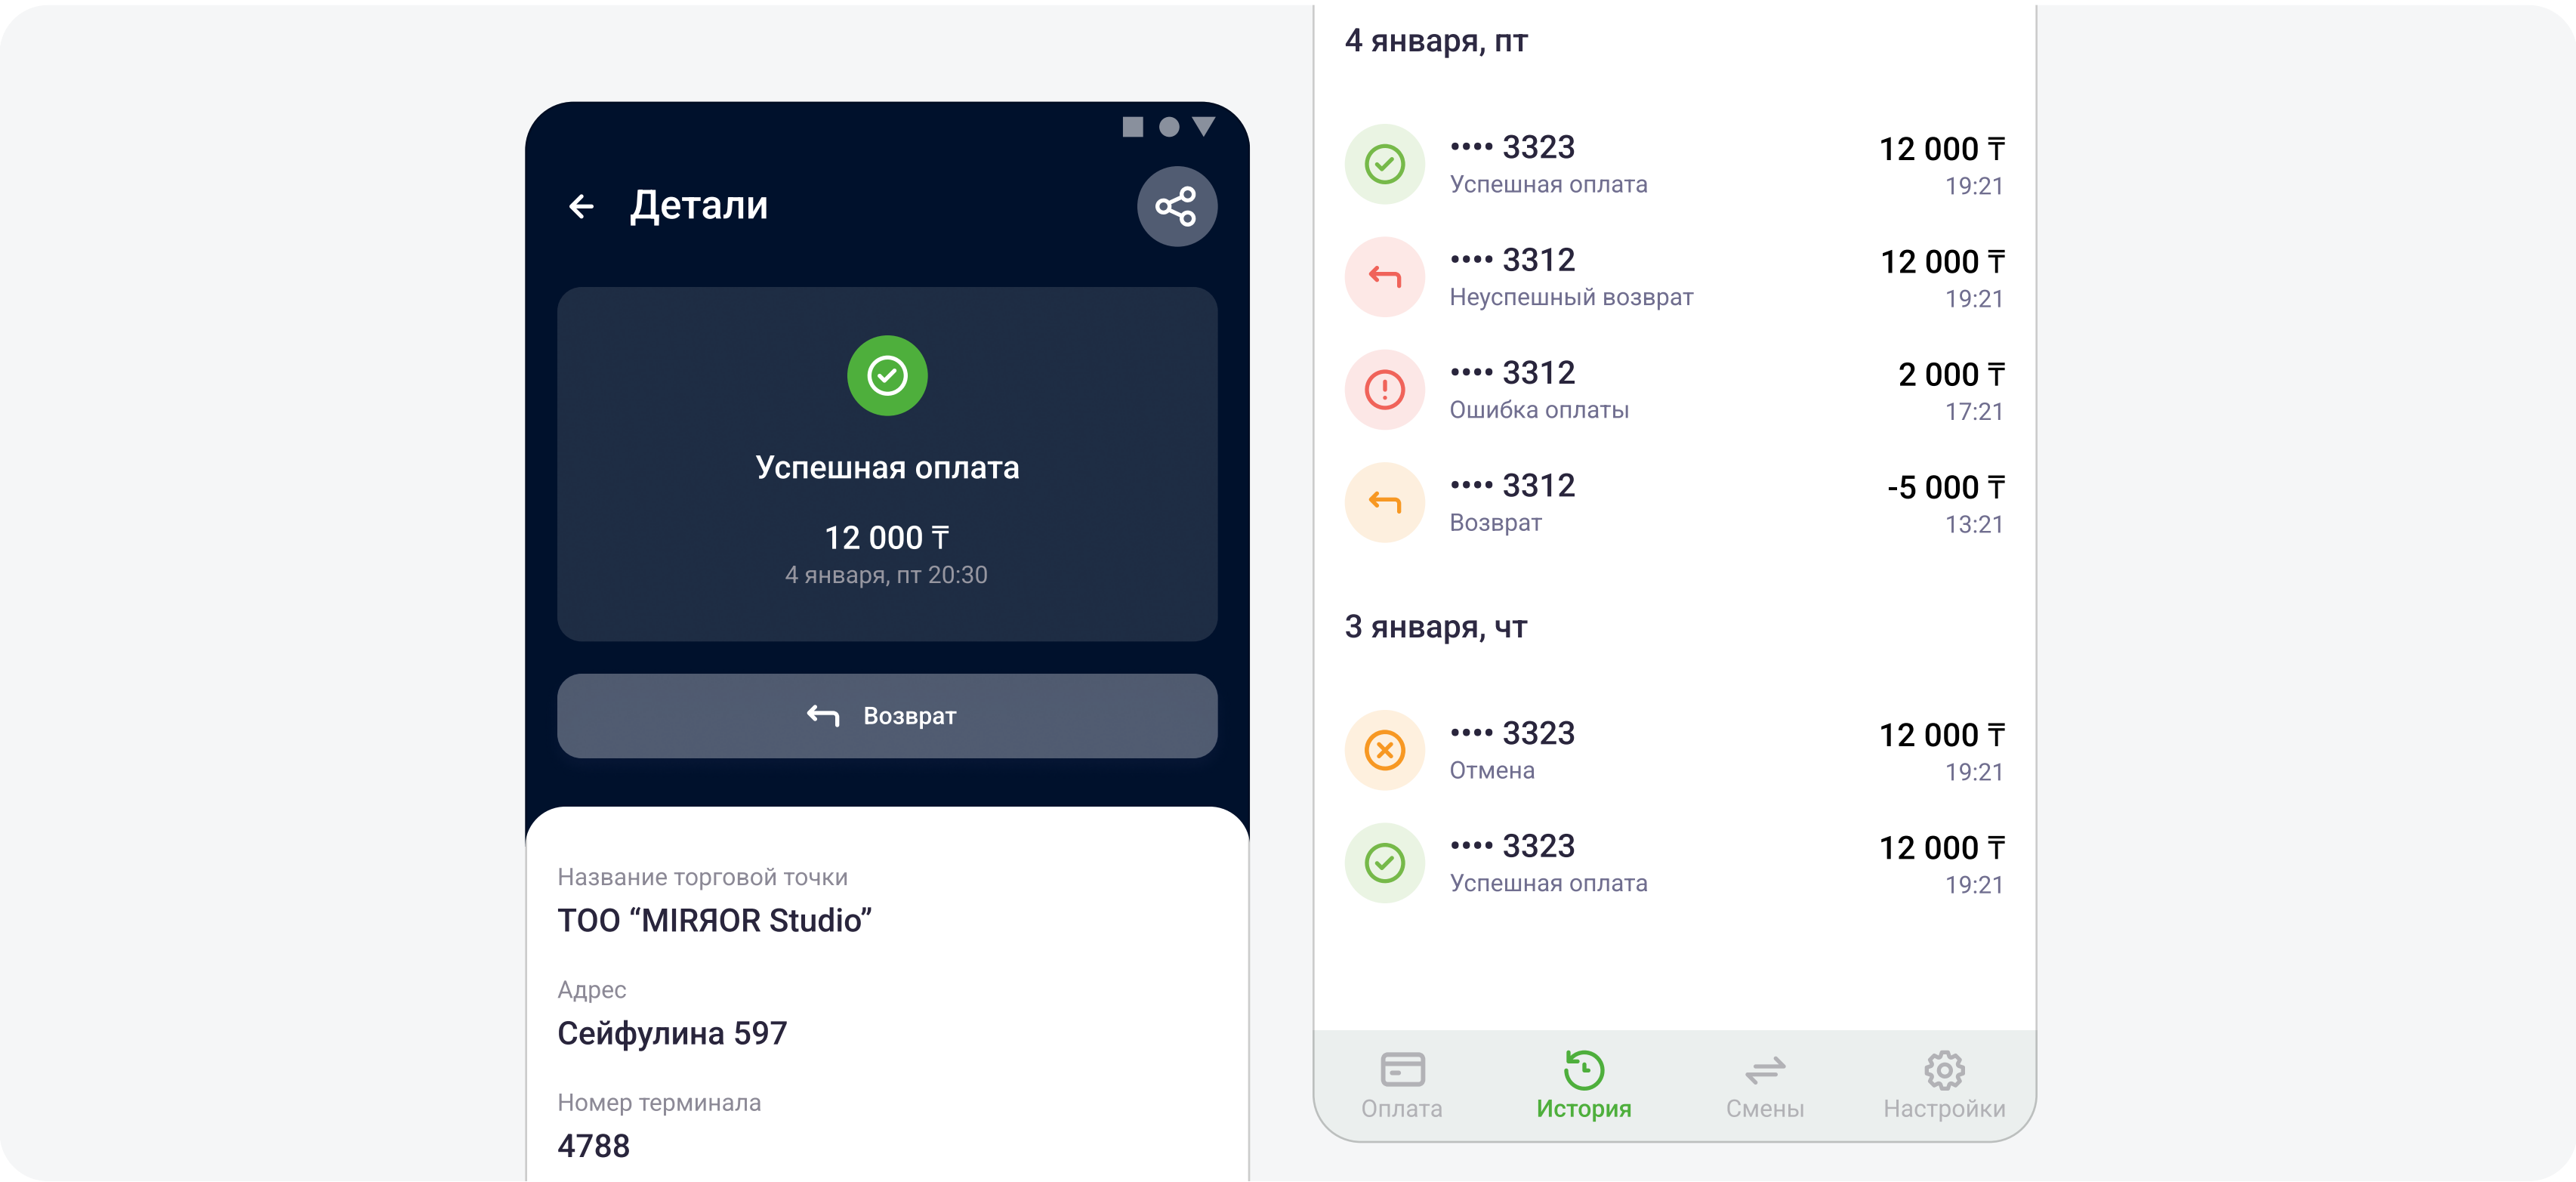 Детали
Успешная оплата
12 000 ₸
4 января, пт 20:30
Возврат
Название торговой точки
ТОО “MIRЯOR Studio”
Адрес
Сейфулина 597
Номер терминала
4788
4 января, пт
•••• 3323
12 000 ₸
Успешная оплата
19:21
•••• 3312
12 000 ₸
Неуспешный возврат
19:21
•••• 3312
2 000 ₸
Ошибка оплаты
17:21
•••• 3312
-5 000 ₸
Возврат
13:21
3 января, чт
•••• 3323
12 000 ₸
Отмена
19:21
•••• 3323
12 000 ₸
Успешная оплата
19:21
Оплата
История
Смены
Настройки